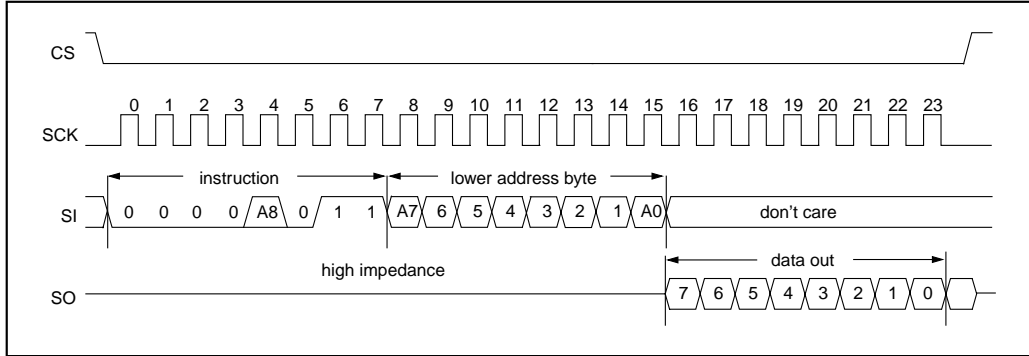 CS
0 1 2 3 4 5 6 7 8 9 10 11 12 13 14 15 16 17 18 19 20 21 22 23
SCK
instruction lower address byte
SI 0 0 0 0 A8 0 1 1 A7 6 5 4 3 2 1 A0 don't care
high impedance data out
SO 7 6 5 4 3 2 1 0